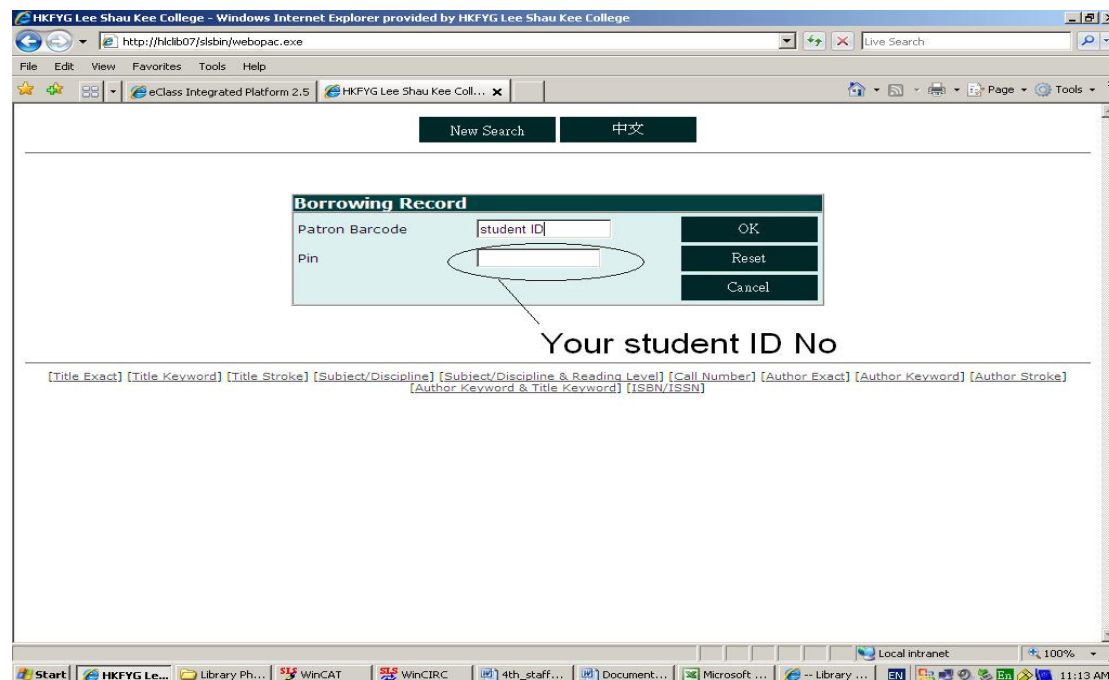 HKFYG Lee Shau Kee College - Windows Internet Explorer provided by HKFYG Lee Shau Kee College
http://hlclib07/slsbin/webopac.exe
Live Search
File Edit View Favorites Tools Help
eClass Integrated Platform 2.5
HKFYG Lee Shau Kee Coll...
Page
Tools
New Search
中文
Borrowing Record
Patron Barcode
student ID
OK
Pin
Reset
Cancel
Your student ID No
[Title Exact] [Title Keyword] [Title Stroke] [Subject/Discipline] [Subject/Discipline & Reading Level] [Call Number] [Author Exact] [Author Keyword] [Author Stroke]
[Author Keyword & Title Keyword] [ISBN/ISSN]
Local intranet
100%
Start
HKFYG Le...
Library Ph...
SLS WinCAT
SLS WinCIRC
4th_staff...
Document...
Microsoft ...
-- Library ...
EN
En
11:13 AM